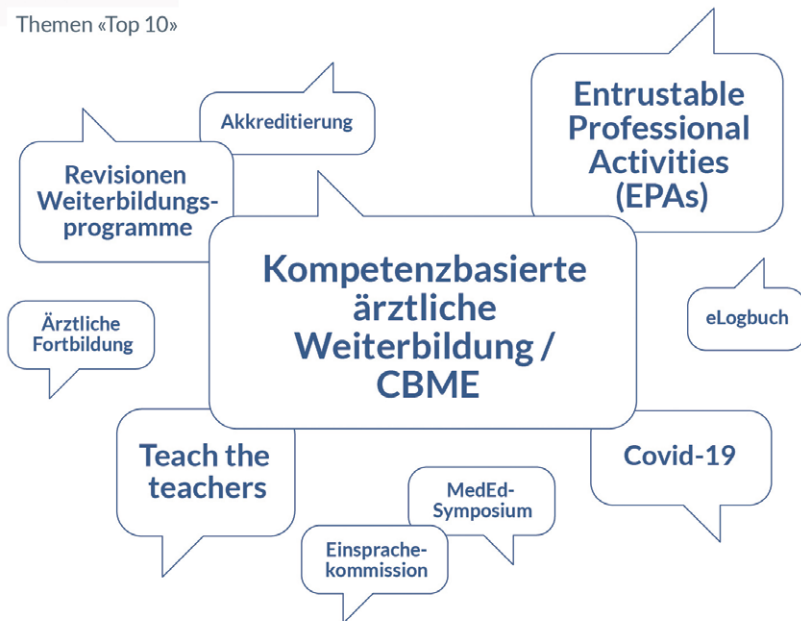 Themen «Top 10»
Akkreditierung
Entrustable
Professional
Activities
(EPAs)
Revisionen
Weiterbildungs-
programme
Kompetenzbasierte
ärztliche
Weiterbildung /
CBME
Ärztliche
Fortbildung
eLogbuch
Teach the
teachers
Covid-19
MedEd-
Symposium
Einsprache-
kommission